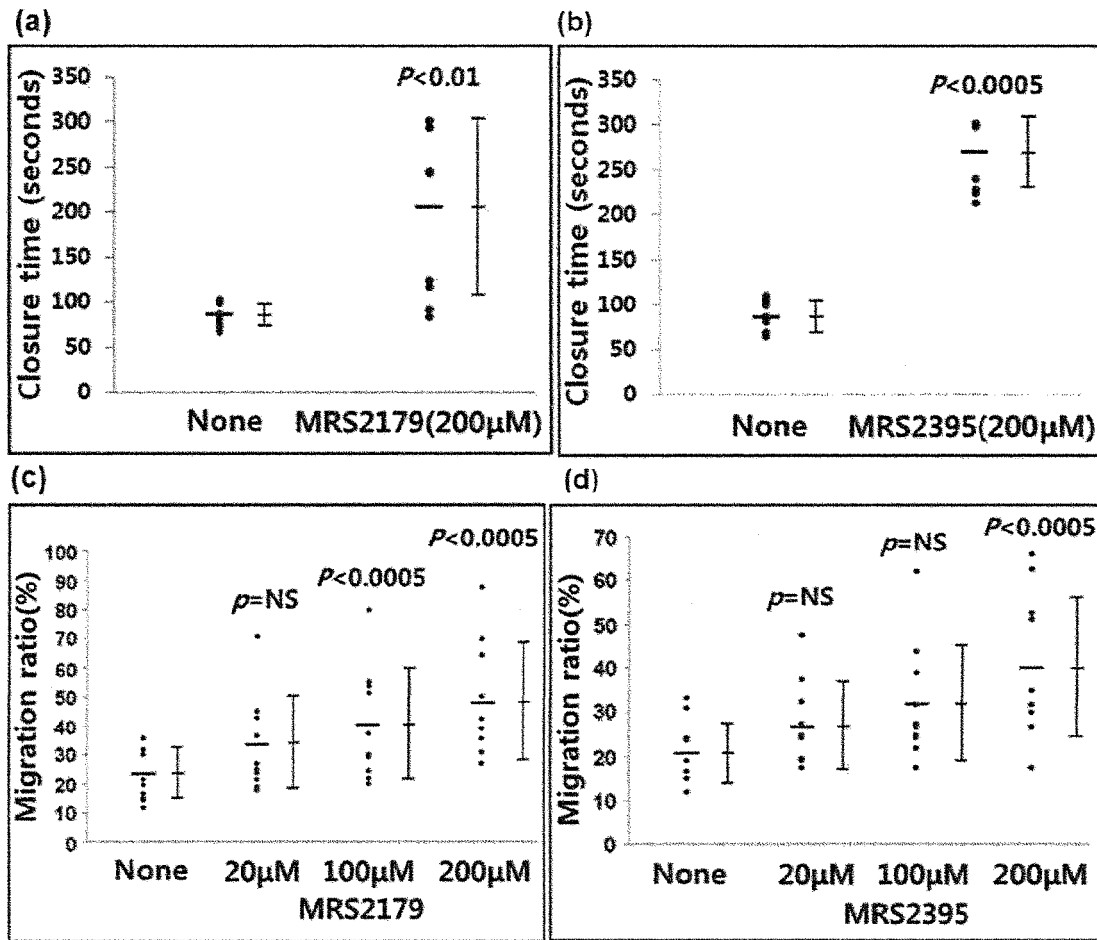 (a)
Closure time (seconds)
350
300
250
200
150
100
50
0
P<0.01
None MRS2179(200μM)
(b)
Closure time (seconds)
350
300
250
200
150
100
50
0
P<0.0005
None MRS2395(200μM)
(c)
Migration ratio(%)
100
90
80
70
60
50
40
30
20
10
0
p=NS
P<0.0005
P<0.0005
None 20μM 100μM 200μM
MRS2179
(d)
Migration ratio(%)
70
60
50
40
30
20
10
0
p=NS
p=NS
P<0.0005
None 20μM 100μM 200μM
MRS2395